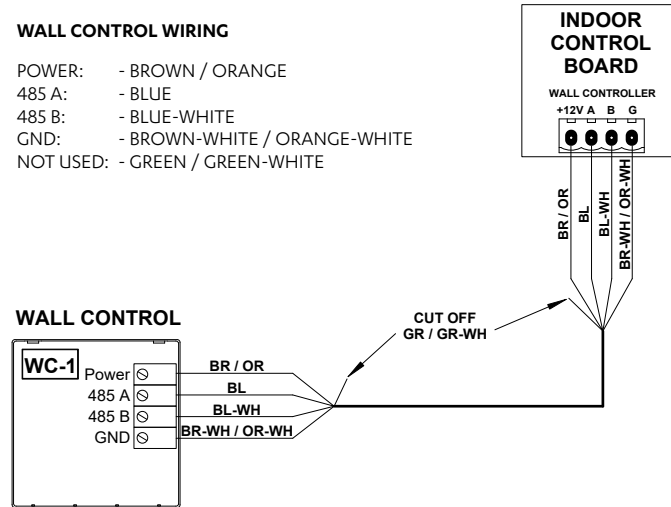 WALL CONTROL WIRING
POWER: - BROWN / ORANGE
485 A: - BLUE
485 B: - BLUE-WHITE
GND: - BROWN-WHITE / ORANGE-WHITE
NOT USED: - GREEN / GREEN-WHITE
INDOOR
CONTROL
BOARD
WALL CONTROLLER
+12V A B G
BR / OR
BL
BL-WH
BR-WH / OR-WH
CUT OFF
GR / GR-WH
WALL CONTROL
WC-1
Power
485 A
485 B
GND
BR / OR
BL
BL-WH
BR-WH / OR-WH